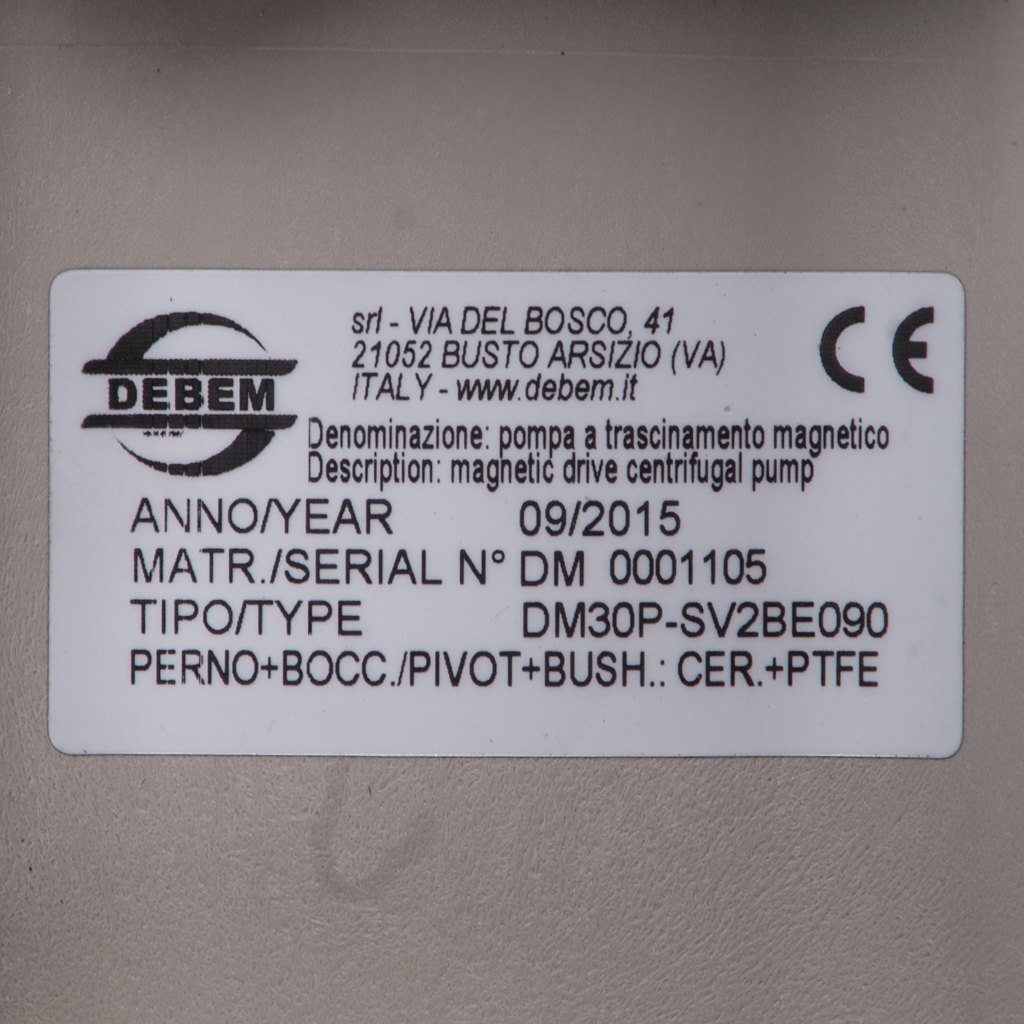 DEBEM
srl - VIA DEL BOSCO, 41
21052 BUSTO ARSIZIO (VA)
ITALY - www.debem.it
CE
Denominazione: pompa a trascinamento magnetico
Description: magnetic drive centrifugal pump
ANNO/YEAR 09/2015
MATR./SERIAL N° DM 0001105
TIPO/TYPE DM30P-SV2BE090
PERNO+BOCC./PIVOT+BUSH.: CER.+PTFE